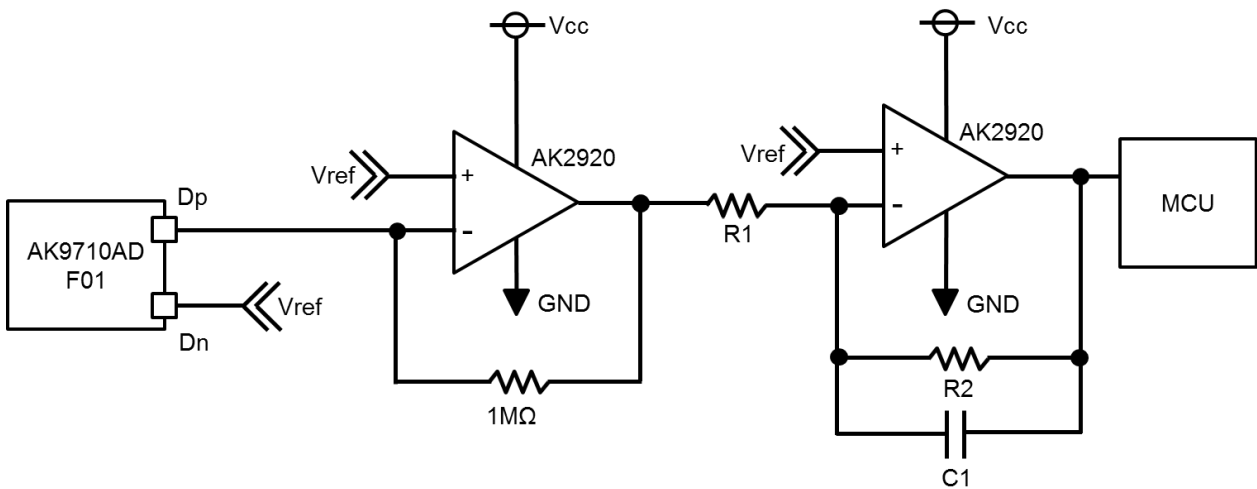 Vcc
Vcc
AK2920
AK2920
Vref
+
Vref
+
Dp
-
-
MCU
AK9710AD
F01
R1
Vref
GND
GND
Dn
R2
1MΩ
C1